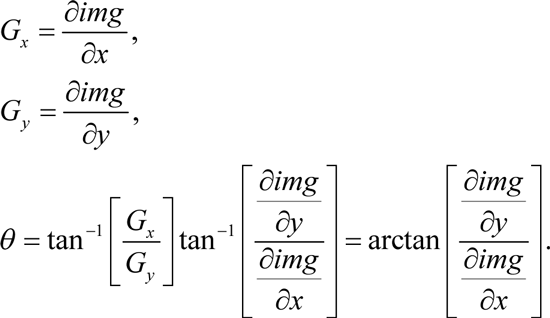 G_x = ∂img/∂x,
G_y = ∂img/∂y,
θ = tan⁻¹[G_x/G_y] tan⁻¹[(∂img/∂y)/(∂img/∂x)] = arctan[(∂img/∂y)/(∂img/∂x)].